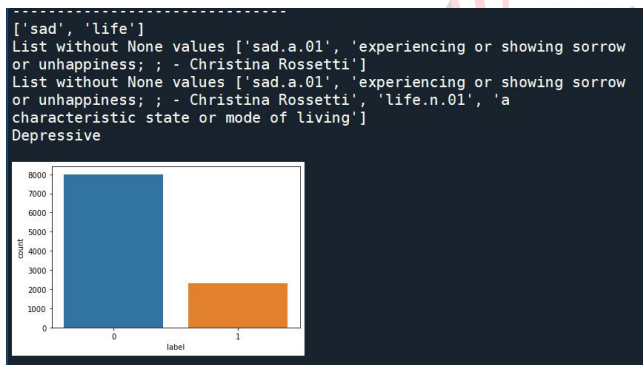 --------------------------------
['sad', 'life']
List without None values ['sad.a.01', 'experiencing or showing sorrow
or unhappiness; ; - Christina Rossetti']
List without None values ['sad.a.01', 'experiencing or showing sorrow
or unhappiness; ; - Christina Rossetti', 'life.n.01', 'a
characteristic state or mode of living']
Depressive
8000
7000
6000
5000
4000
3000
2000
1000
0
count
0 1
label